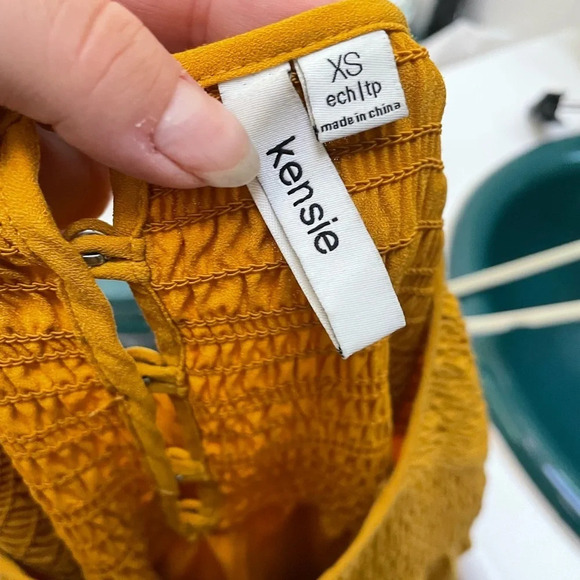 XS
ech|tp
made in china
kensie